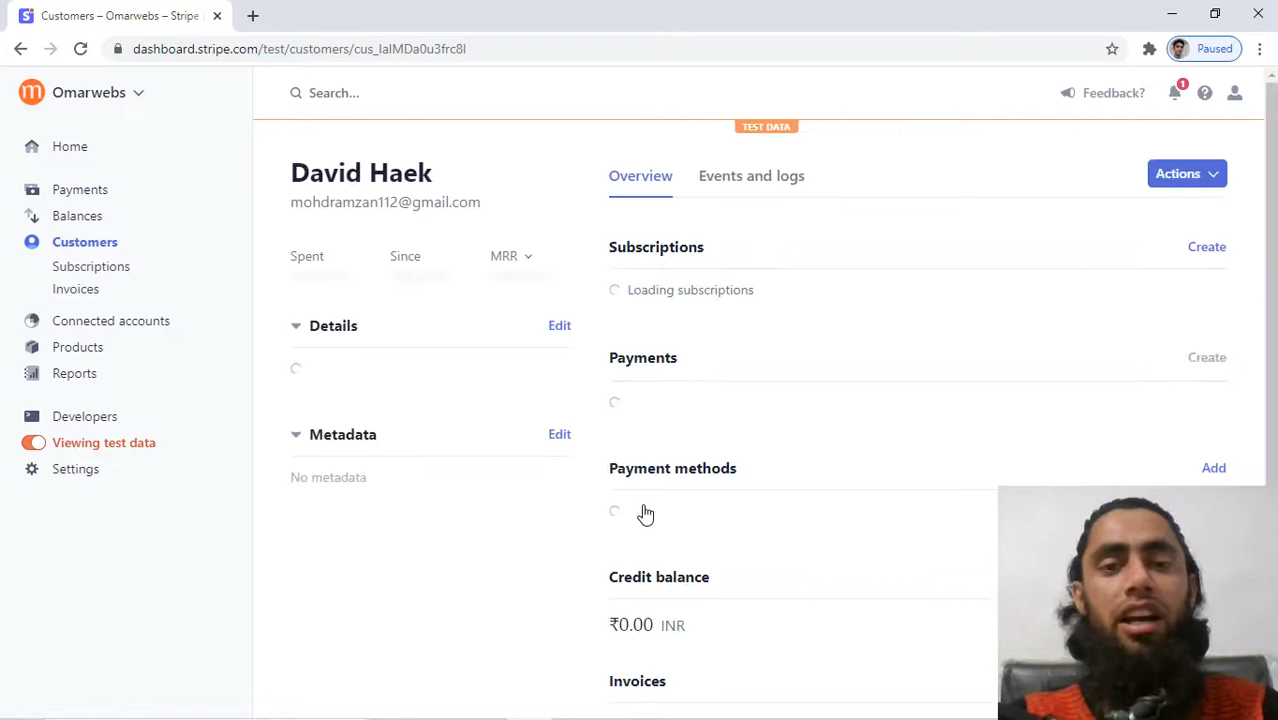 Customers – Omarwebs – Stripe
dashboard.stripe.com/test/customers/cus_IaIMDa0u3frc8I
Paused
Omarwebs
Search...
Feedback?
1
TEST DATA
Home
Payments
Balances
Customers
Subscriptions
Invoices
Connected accounts
Products
Reports
Developers
Viewing test data
Settings
David Haek
mohdramzan112@gmail.com
Spent
Since
MRR
Details
Edit
Metadata
Edit
No metadata
Overview
Events and logs
Actions
Subscriptions
Create
Loading subscriptions
Payments
Create
Payment methods
Add
Credit balance
₹0.00 INR
Invoices